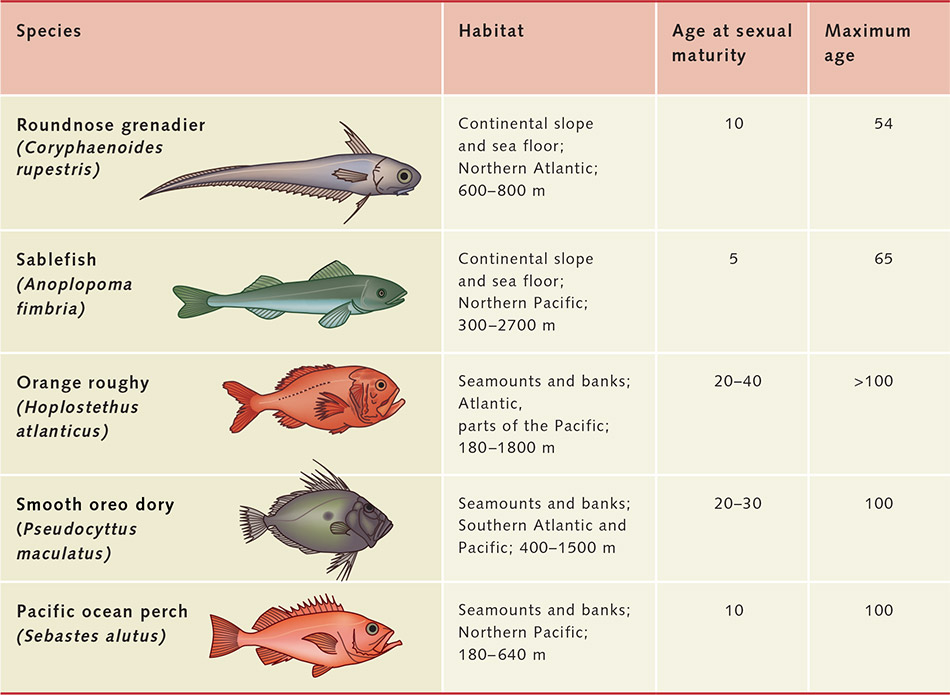 Species
Habitat
Age at sexual
maturity
Maximum
age
Roundnose grenadier
(Coryphaenoides
rupestris)
Continental slope
and sea floor;
Northern Atlantic;
600–800 m
10
54
Sablefish
(Anoplopoma
fimbria)
Continental slope
and sea floor;
Northern Pacific;
300–2700 m
5
65
Orange roughy
(Hoplostethus
atlanticus)
Seamounts and banks;
Atlantic,
parts of the Pacific;
180–1800 m
20–40
>100
Smooth oreo dory
(Pseudocyttus
maculatus)
Seamounts and banks;
Southern Atlantic and
Pacific; 400–1500 m
20–30
100
Pacific ocean perch
(Sebastes alutus)
Seamounts and banks;
Northern Pacific;
180–640 m
10
100